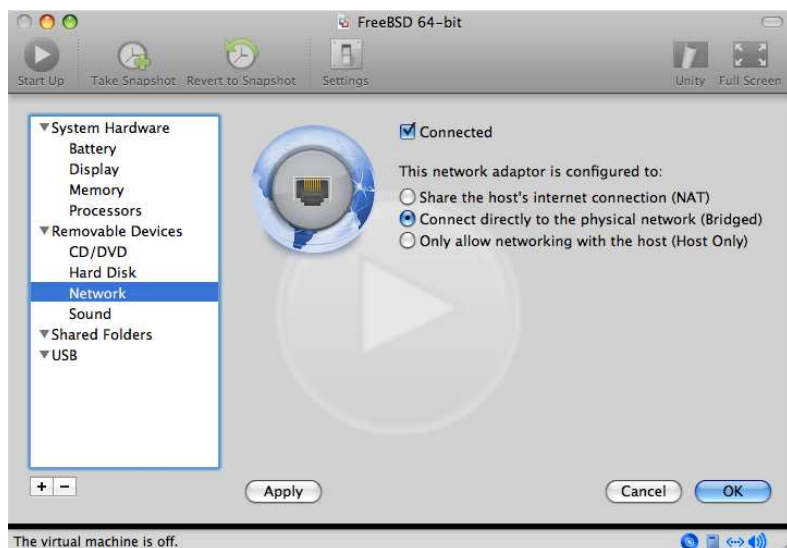 FreeBSD 64-bit
Start Up
Take Snapshot
Revert to Snapshot
Settings
Unity
Full Screen
System Hardware
Battery
Display
Memory
Processors
Removable Devices
CD/DVD
Hard Disk
Network
Sound
Shared Folders
USB
Connected
This network adaptor is configured to:
Share the host's internet connection (NAT)
Connect directly to the physical network (Bridged)
Only allow networking with the host (Host Only)
+ −
Apply
Cancel
OK
The virtual machine is off.